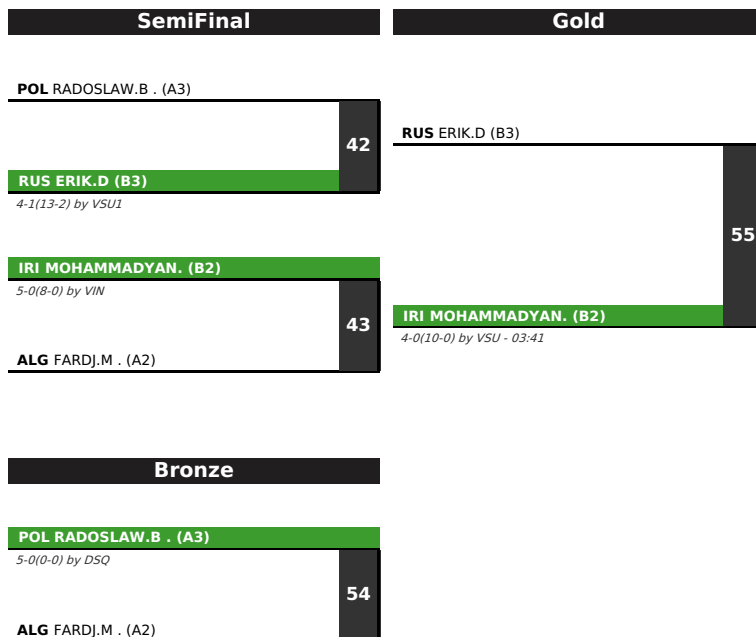 SemiFinal
Gold
POL RADOSLAW.B . (A3)
42
RUS ERIK.D (B3)
RUS ERIK.D (B3)
4-1(13-2) by VSU1
55
IRI MOHAMMADYAN. (B2)
5-0(8-0) by VIN
43
IRI MOHAMMADYAN. (B2)
4-0(10-0) by VSU - 03:41
ALG FARDJ.M . (A2)
Bronze
POL RADOSLAW.B . (A3)
5-0(0-0) by DSQ
54
ALG FARDJ.M . (A2)